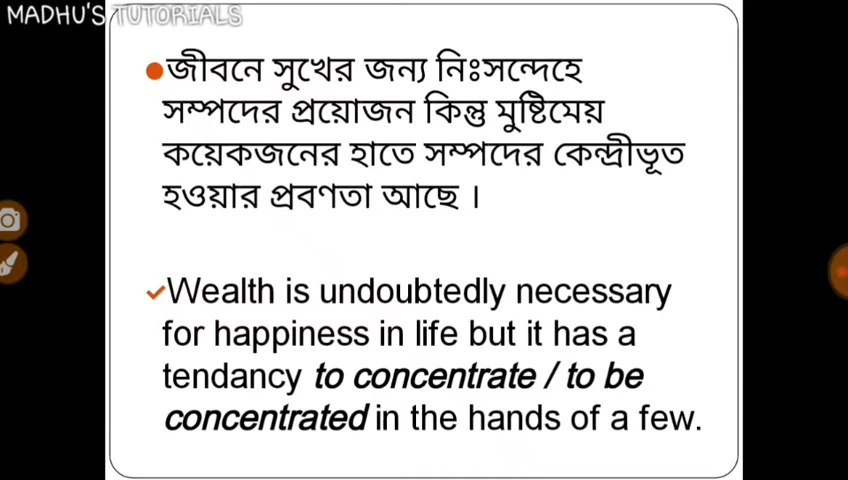 MADHU'S TUTORIALS
জীবনে সুখের জন্য নিঃসন্দেহে
সম্পদের প্রয়োজন কিন্তু মুষ্টিমেয়
কয়েকজনের হাতে সম্পদের কেন্দ্রীভূত
হওয়ার প্রবণতা আছে ।
Wealth is undoubtedly necessary
for happiness in life but it has a
tendancy to concentrate / to be
concentrated in the hands of a few.